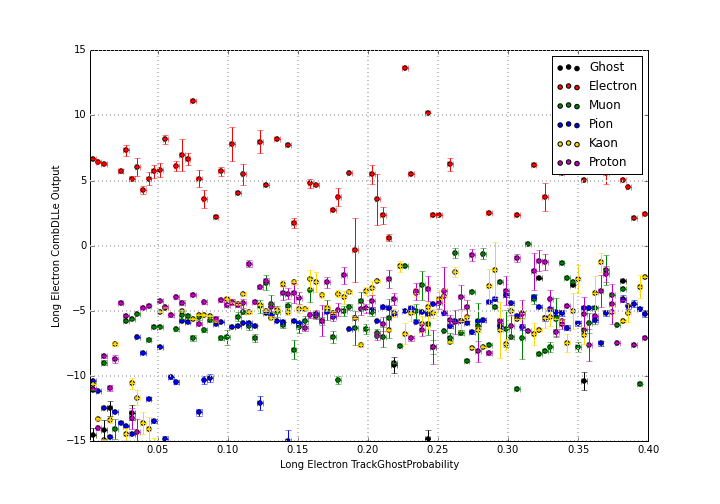 15
10
5
0
−5
−10
−15
0.05
0.10
0.15
0.20
0.25
0.30
0.35
0.40
Long Electron TrackGhostProbability
Long Electron CombDLLe Output
Ghost
Electron
Muon
Pion
Kaon
Proton